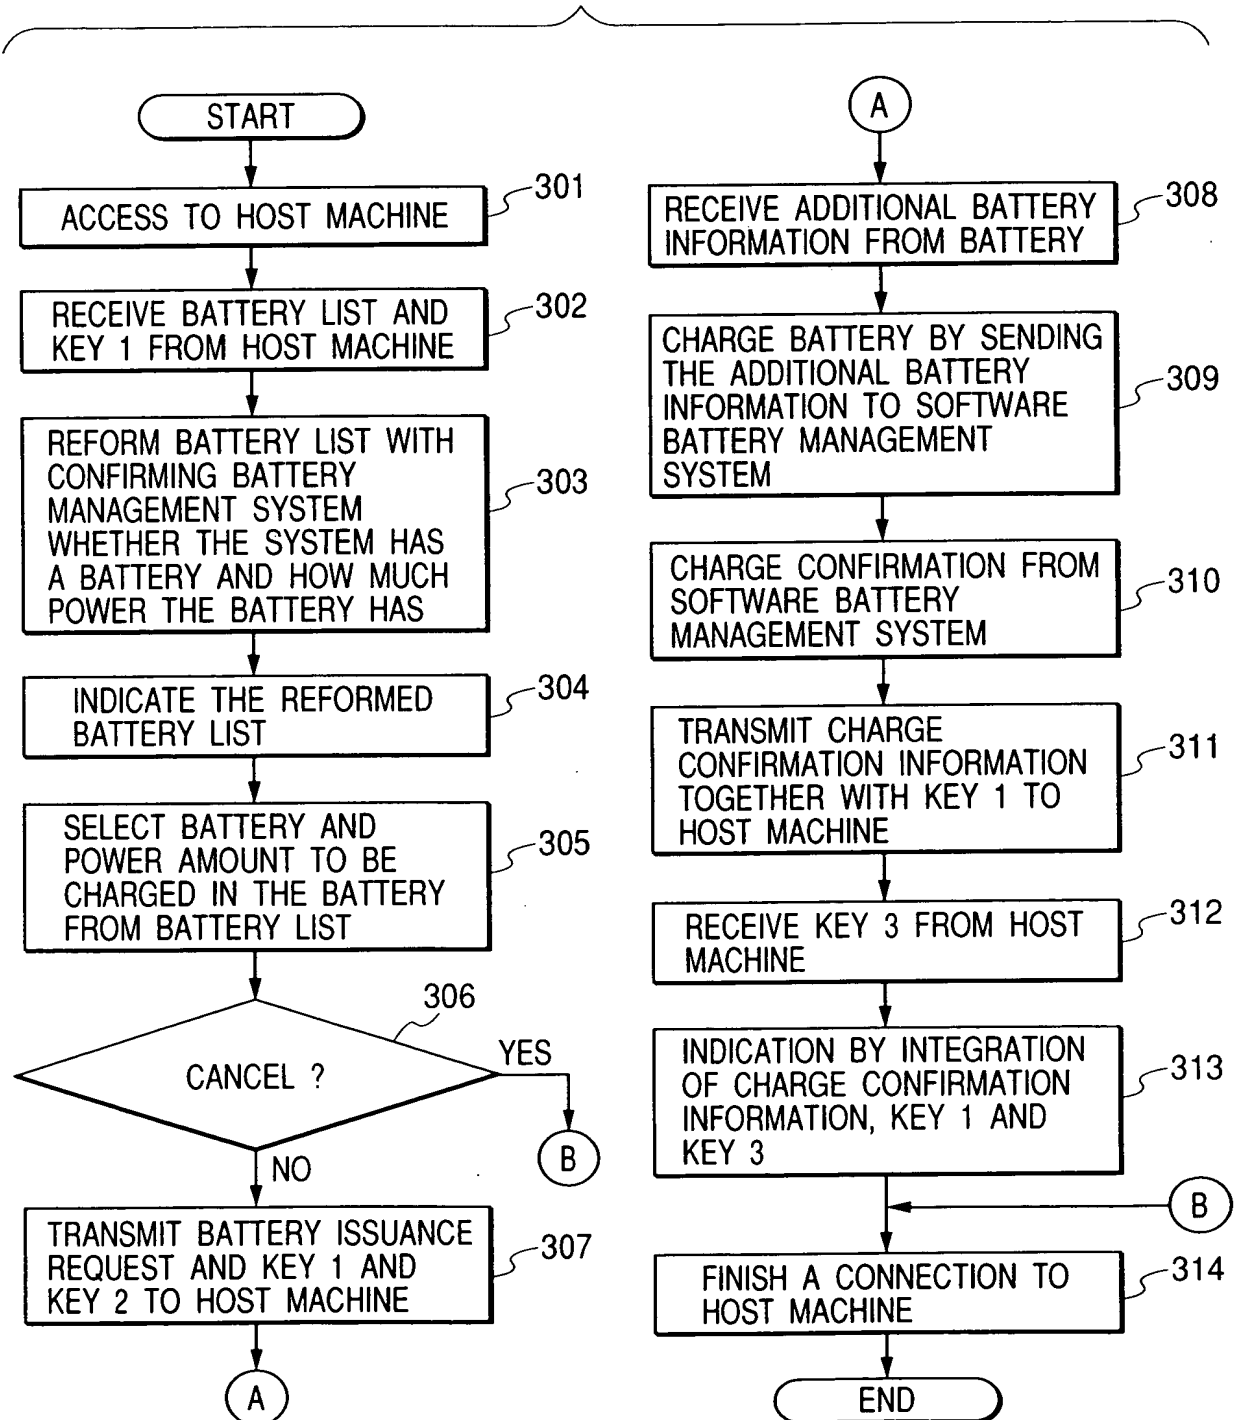 START
301
ACCESS TO HOST MACHINE
302
RECEIVE BATTERY LIST AND
KEY 1 FROM HOST MACHINE
303
REFORM BATTERY LIST WITH
CONFIRMING BATTERY
MANAGEMENT SYSTEM
WHETHER THE SYSTEM HAS
A BATTERY AND HOW MUCH
POWER THE BATTERY HAS
304
INDICATE THE REFORMED
BATTERY LIST
305
SELECT BATTERY AND
POWER AMOUNT TO BE
CHARGED IN THE BATTERY
FROM BATTERY LIST
306
CANCEL ?
YES
B
NO
307
TRANSMIT BATTERY ISSUANCE
REQUEST AND KEY 1 AND
KEY 2 TO HOST MACHINE
A
A
308
RECEIVE ADDITIONAL BATTERY
INFORMATION FROM BATTERY
309
CHARGE BATTERY BY SENDING
THE ADDITIONAL BATTERY
INFORMATION TO SOFTWARE
BATTERY MANAGEMENT
SYSTEM
310
CHARGE CONFIRMATION FROM
SOFTWARE BATTERY
MANAGEMENT SYSTEM
311
TRANSMIT CHARGE
CONFIRMATION INFORMATION
TOGETHER WITH KEY 1 TO
HOST MACHINE
312
RECEIVE KEY 3 FROM HOST
MACHINE
313
INDICATION BY INTEGRATION
OF CHARGE CONFIRMATION
INFORMATION, KEY 1 AND
KEY 3
B
314
FINISH A CONNECTION TO
HOST MACHINE
END